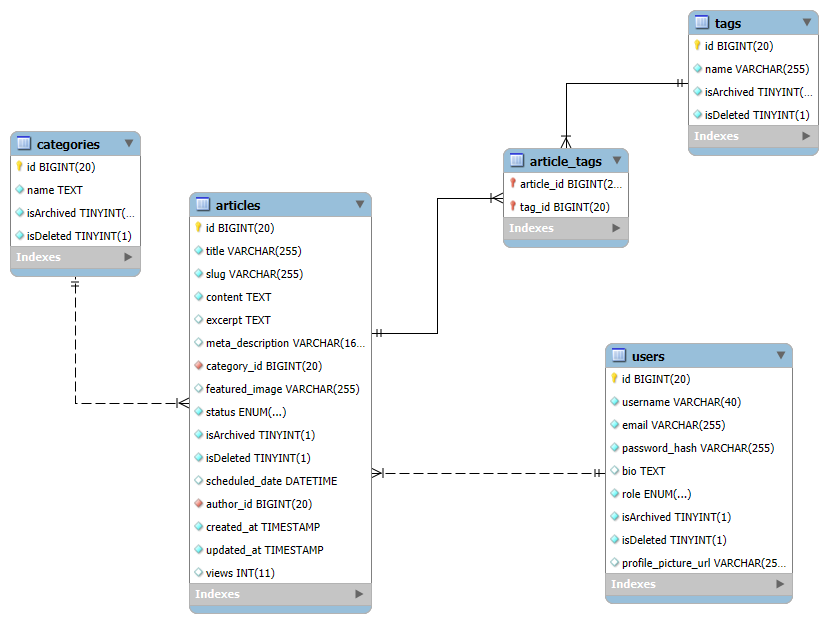 tags
id BIGINT(20)
name VARCHAR(255)
isArchived TINYINT(...
isDeleted TINYINT(1)
Indexes
categories
id BIGINT(20)
name TEXT
isArchived TINYINT(...
isDeleted TINYINT(1)
Indexes
article_tags
article_id BIGINT(2...
tag_id BIGINT(20)
Indexes
articles
id BIGINT(20)
title VARCHAR(255)
slug VARCHAR(255)
content TEXT
excerpt TEXT
meta_description VARCHAR(16...
category_id BIGINT(20)
featured_image VARCHAR(255)
status ENUM(...)
isArchived TINYINT(1)
isDeleted TINYINT(1)
scheduled_date DATETIME
author_id BIGINT(20)
created_at TIMESTAMP
updated_at TIMESTAMP
views INT(11)
Indexes
users
id BIGINT(20)
username VARCHAR(40)
email VARCHAR(255)
password_hash VARCHAR(255)
bio TEXT
role ENUM(...)
isArchived TINYINT(1)
isDeleted TINYINT(1)
profile_picture_url VARCHAR(25...
Indexes